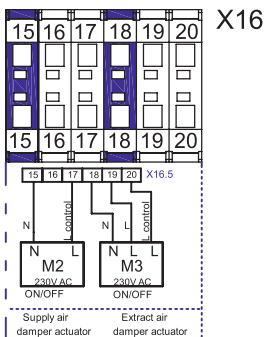 X16
15 16 17 18 19 20
15 16 17 18 19 20
15 16 17 18 19 20 X16.5
N L control L L control
N L N L L
M2 M3
230V AC 230V AC
ON/OFF ON/OFF
Supply air Extract air
damper actuator damper actuator